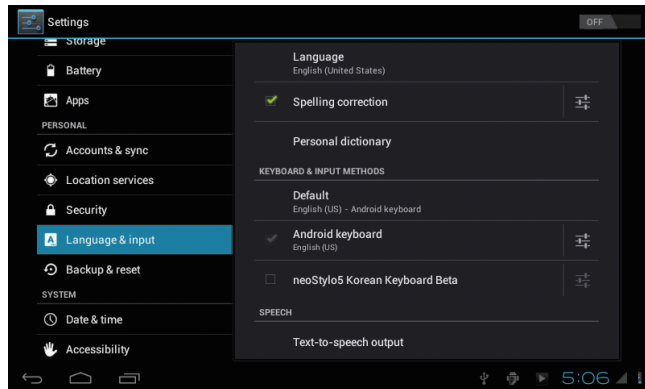 Settings
OFF
Storage
Battery
Apps
PERSONAL
Accounts & sync
Location services
Security
Language & input
Backup & reset
SYSTEM
Date & time
Accessibility
Language
English (United States)
Spelling correction
Personal dictionary
KEYBOARD & INPUT METHODS
Default
English (US) - Android keyboard
Android keyboard
English (US)
neoStylo5 Korean Keyboard Beta
SPEECH
Text-to-speech output
5:06